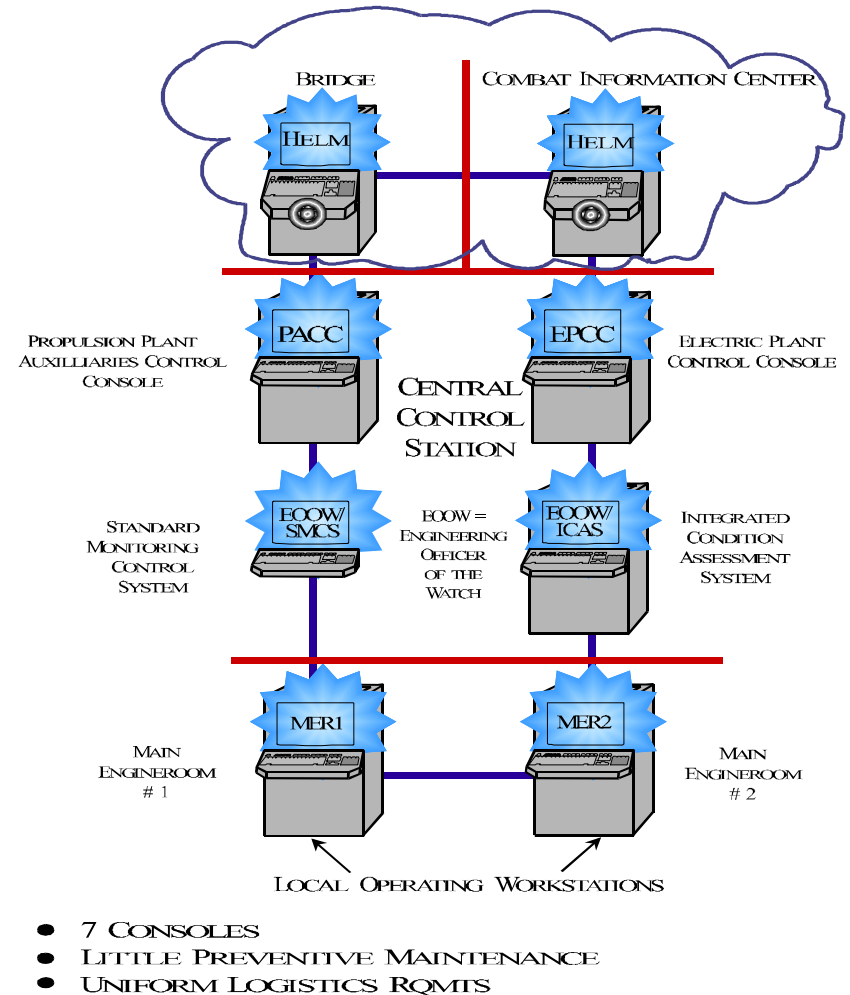 BRIDGE
COMBAT INFORMATION CENTER
HELM
HELM
PACC
EPCC
PROPULSION PLANT
AUXILLIARIES CONTROL
CONSOLE
ELECTRIC PLANT
CONTROL CONSOLE
CENTRAL
CONTROL
STATION
EOOW/
SMCS
EOOW/
ICAS
STANDARD
MONITORING
CONTROL
SYSTEM
EOOW =
ENGINEERING
OFFICER
OF THE
WATCH
INTEGRATED
CONDITION
ASSESSMENT
SYSTEM
MER1
MER2
MAIN
ENGINEROOM
# 1
MAIN
ENGINEROOM
# 2
LOCAL OPERATING WORKSTATIONS
● 7 CONSOLES
● LITTLE PREVENTIVE MAINTENANCE
● UNIFORM LOGISTICS RQMTS